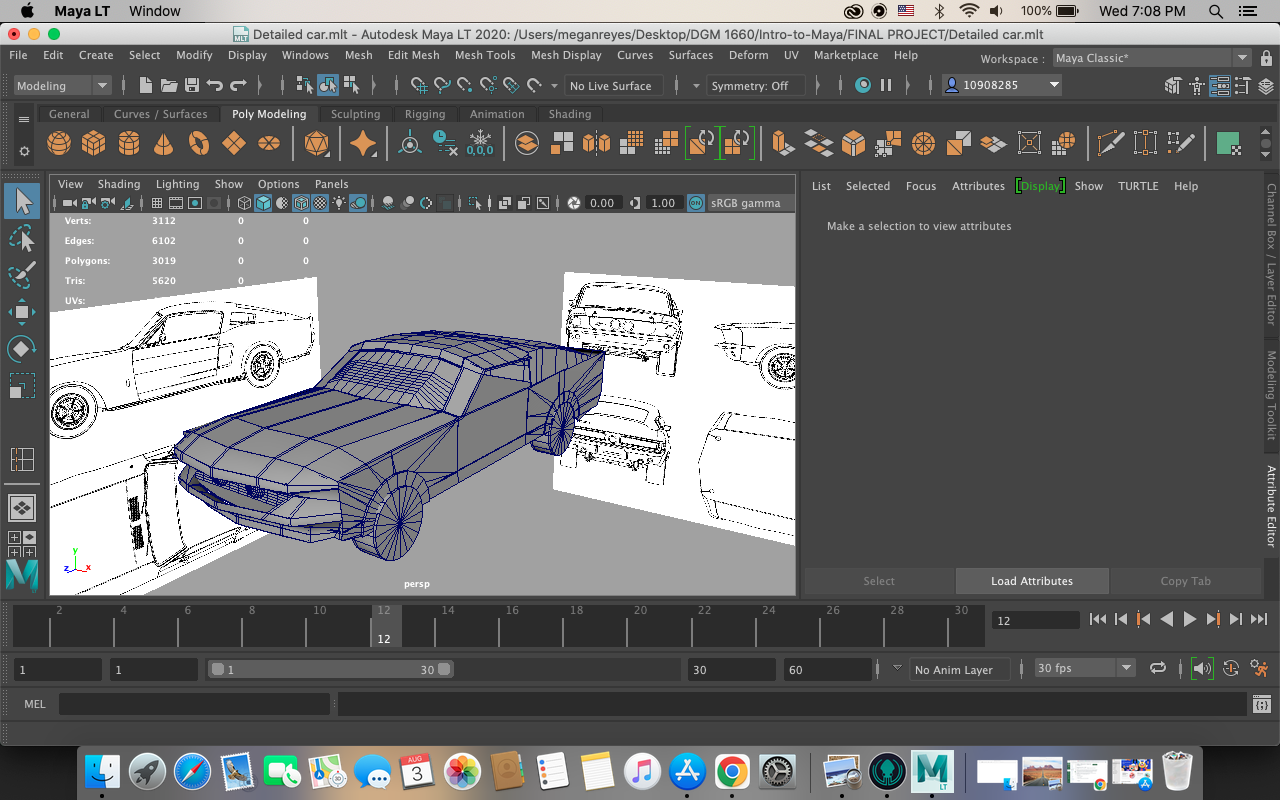 Maya LT Window 100% Wed 7:08 PM
Detailed car.mlt - Autodesk Maya LT 2020: /Users/meganreyes/Desktop/DGM 1660/Intro-to-Maya/FINAL PROJECT/Detailed car.mlt
File Edit Create Select Modify Display Windows Mesh Edit Mesh Mesh Tools Mesh Display Curves Surfaces Deform UV Marketplace Help Workspace : Maya Classic*
Modeling No Live Surface Symmetry: Off 10908285
General Curves / Surfaces Poly Modeling Sculpting Rigging Animation Shading
0,0,0
View Shading Lighting Show Options Panels
List Selected Focus Attributes Display Show TURTLE Help
0.00 1.00 ON sRGB gamma
Verts: 3112 0 0
Edges: 6102 0 0
Polygons: 3019 0 0
Tris: 5620 0 0
UVs:
Make a selection to view attributes
Channel Box / Layer Editor
Modeling Toolkit
Attribute Editor
y
z x
persp
Select Load Attributes Copy Tab
2 4 6 8 10 12 14 16 18 20 22 24 26 28 30
12
12
1 1 1 30 30 60 No Anim Layer 30 fps
MEL
AUG
3
M
LT